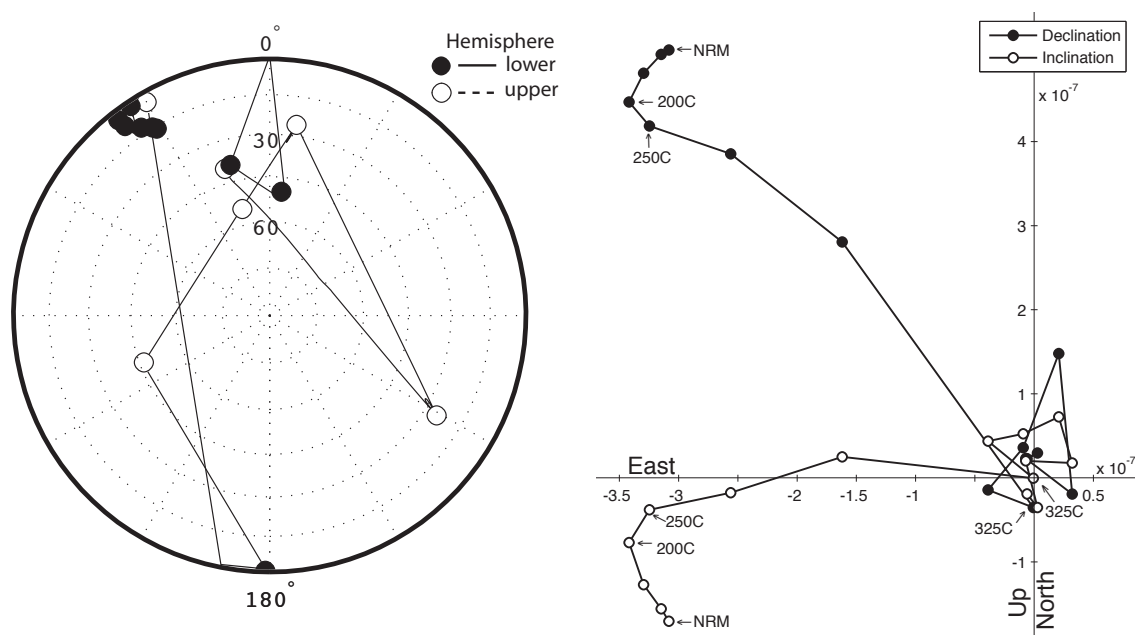 0°
Hemisphere
lower
upper
30
60
180°
Declination
Inclination
x 10⁻⁷
NRM
200C
250C
4
3
2
1
East
x 10⁻⁷
-3.5
-3
-2
-1.5
-1
0.5
250C
325C
325C
200C
-1
Up
North
NRM